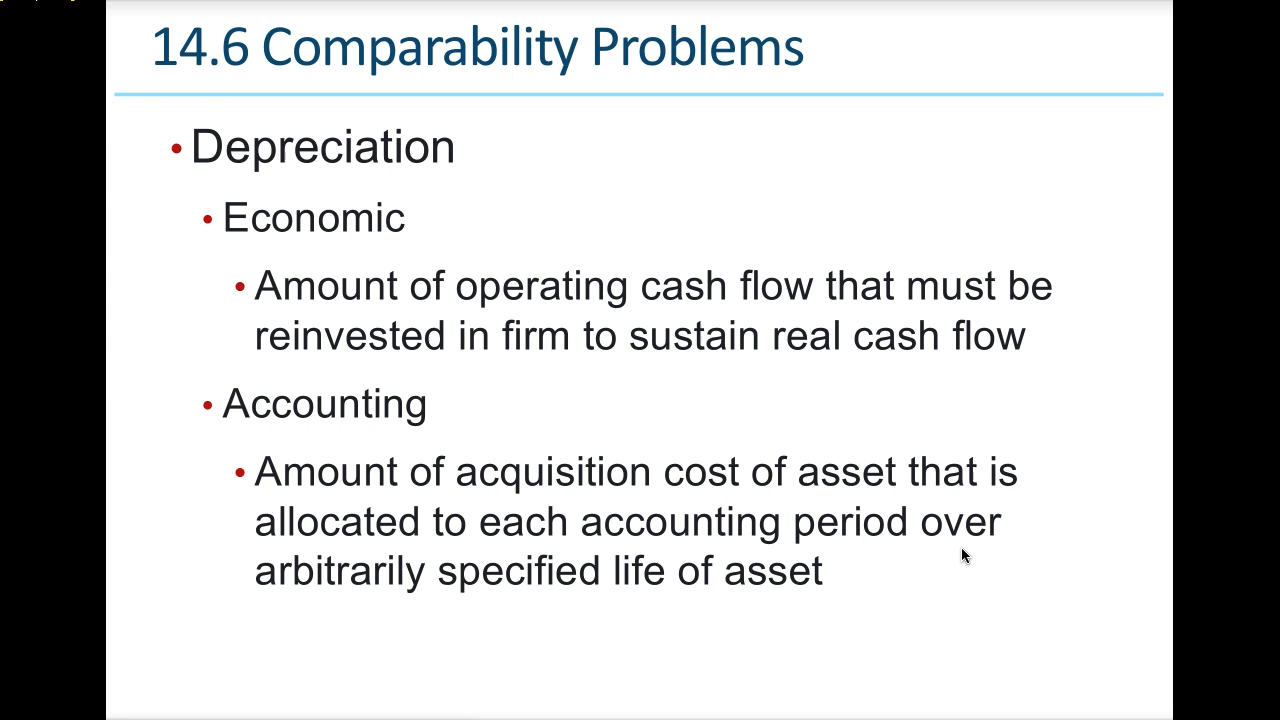 14.6 Comparability Problems
• Depreciation
• Economic
• Amount of operating cash flow that must be
reinvested in firm to sustain real cash flow
• Accounting
• Amount of acquisition cost of asset that is
allocated to each accounting period over
arbitrarily specified life of asset